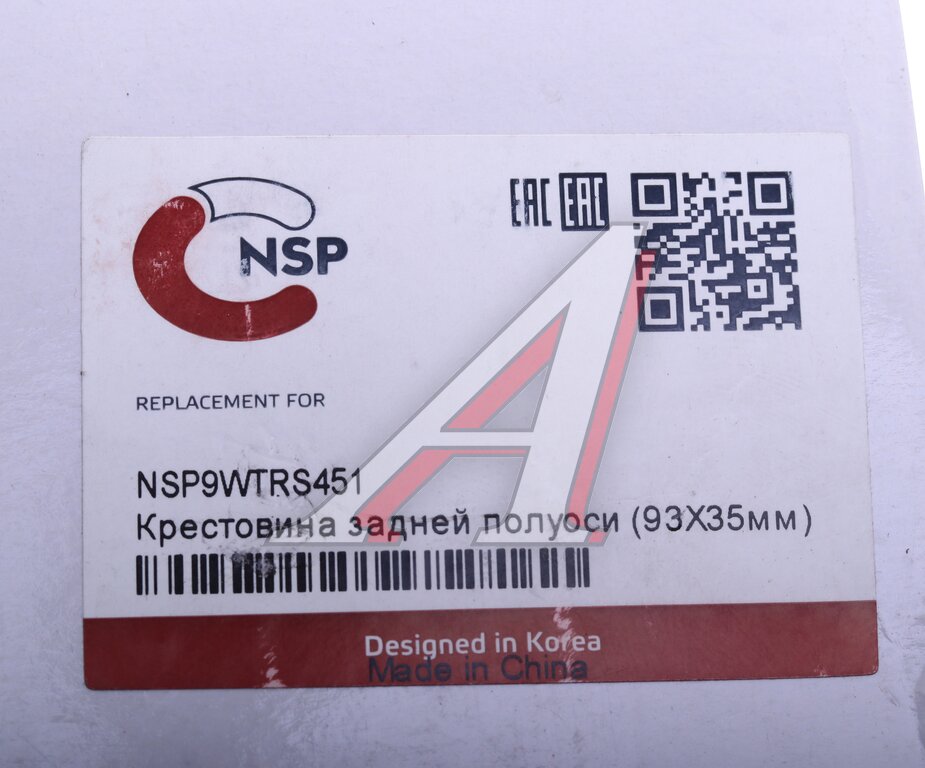 NSP
EAC EAC
REPLACEMENT FOR
NSP9WTRS451
Крестовина задней полуоси (93X35мм)
Designed in Korea
Made in China